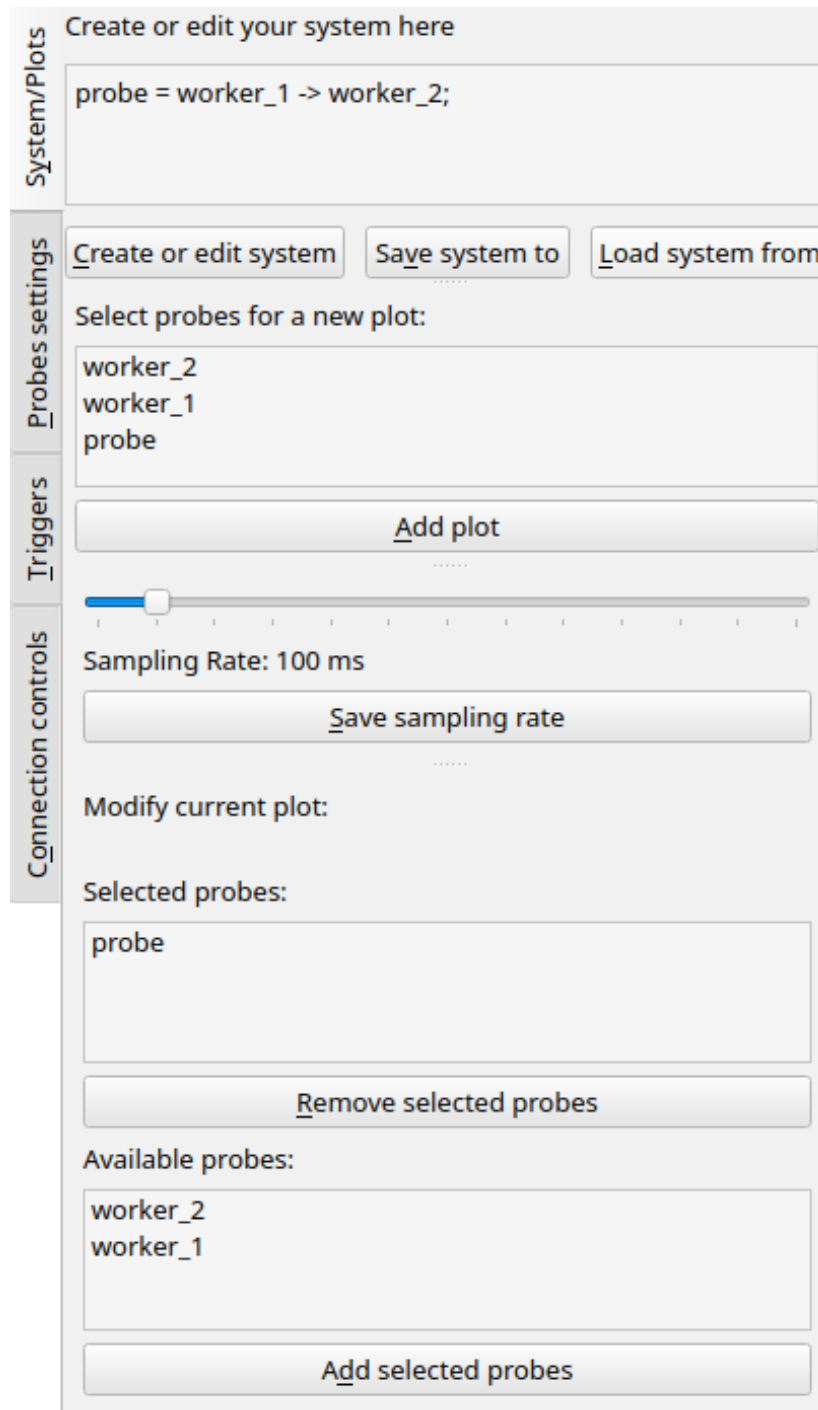 System/Plots
Probes settings
Triggers
Connection controls
Create or edit your system here
probe = worker_1 -> worker_2;
Create or edit system
Save system to
Load system from
Select probes for a new plot:
worker_2
worker_1
probe
Add plot
Sampling Rate: 100 ms
Save sampling rate
Modify current plot:
Selected probes:
probe
Remove selected probes
Available probes:
worker_2
worker_1
Add selected probes